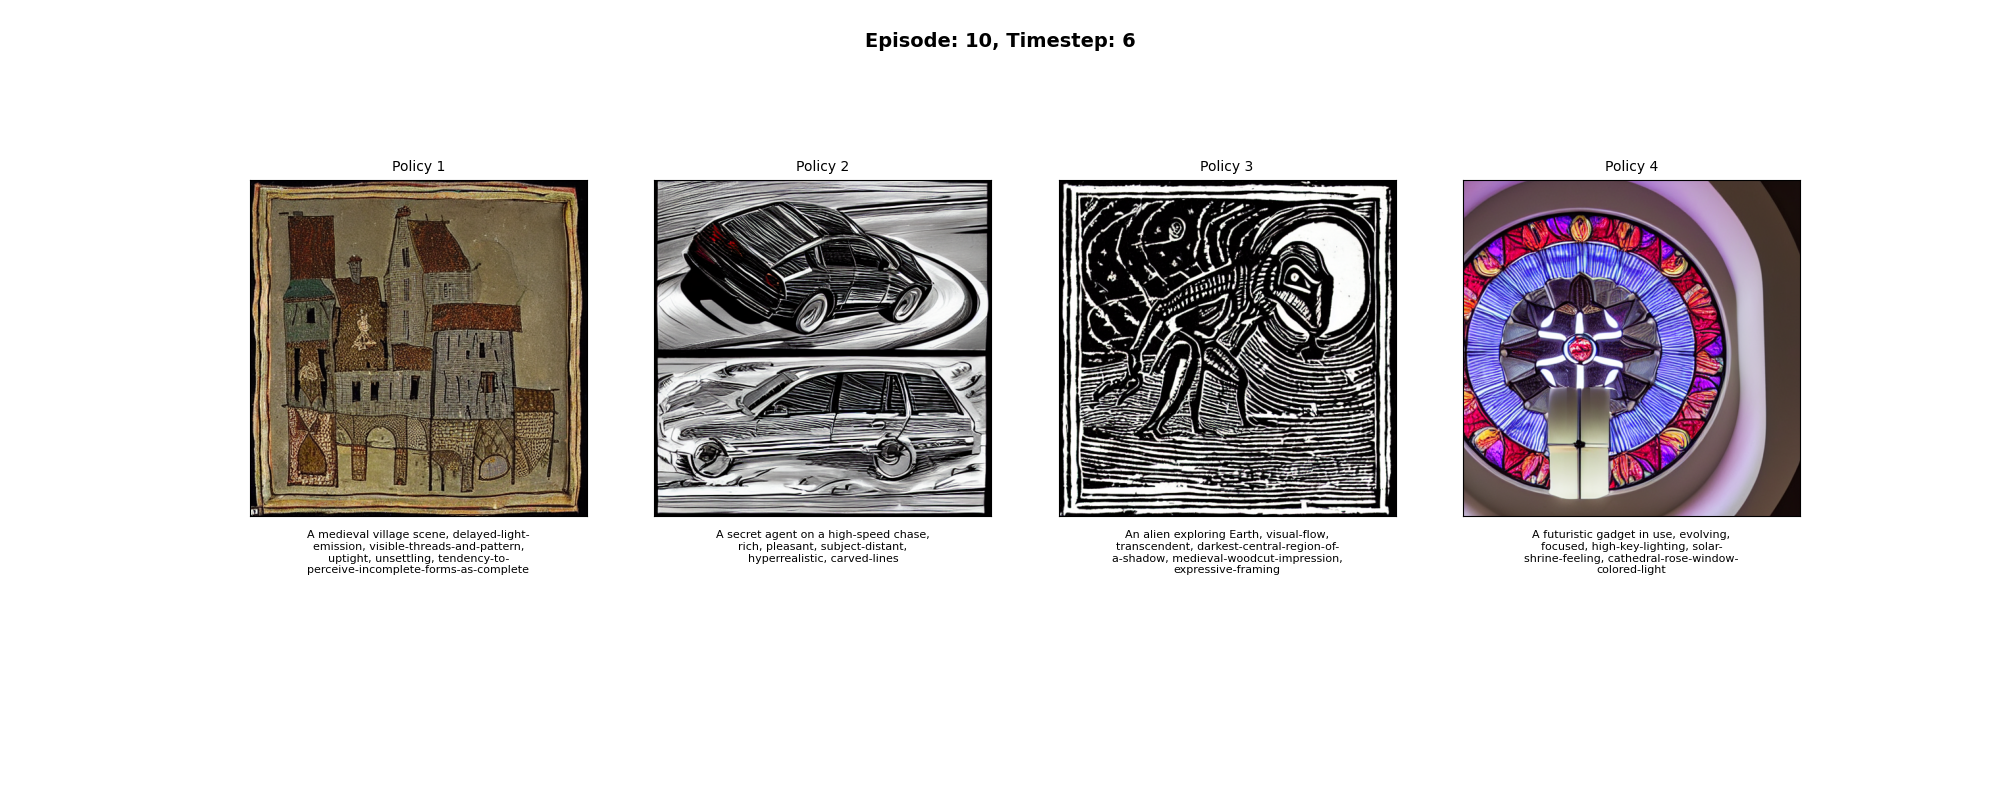 Episode: 10, Timestep: 6
Policy 1
Policy 2
Policy 3
Policy 4
A medieval village scene, delayed-light-
emission, visible-threads-and-pattern,
uptight, unsettling, tendency-to-
perceive-incomplete-forms-as-complete
A secret agent on a high-speed chase,
rich, pleasant, subject-distant,
hyperrealistic, carved-lines
An alien exploring Earth, visual-flow,
transcendent, darkest-central-region-of-
a-shadow, medieval-woodcut-impression,
expressive-framing
A futuristic gadget in use, evolving,
focused, high-key-lighting, solar-
shrine-feeling, cathedral-rose-window-
colored-light